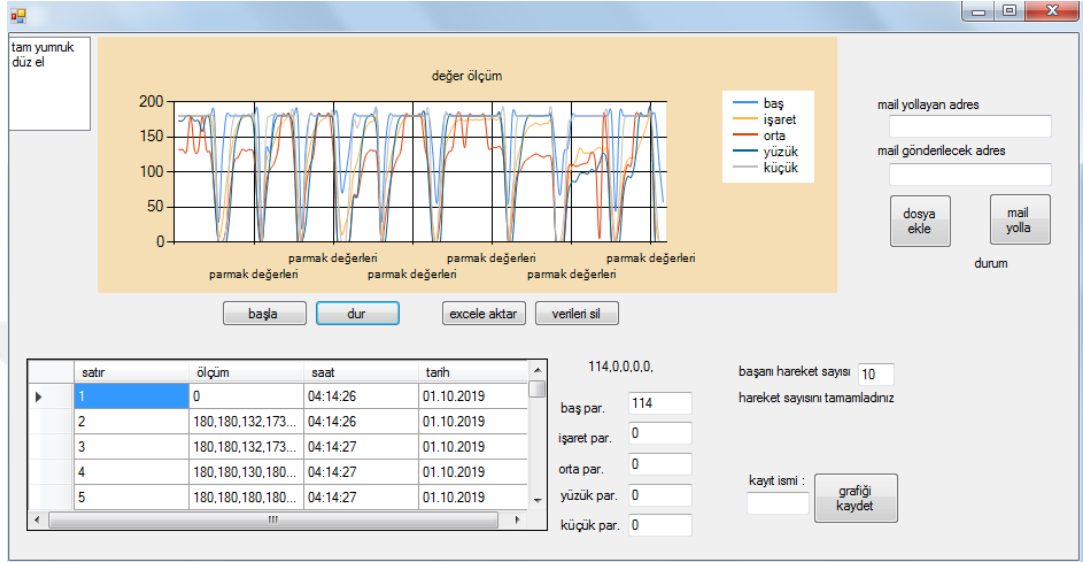 tam yumruk
düz el
değer ölçüm
200
150
100
50
0
parmak değerleri parmak değerleri parmak değerleri
parmak değerleri parmak değerleri parmak değerleri
baş
işaret
orta
yüzük
küçük
mail yollayan adres
mail gönderilecek adres
dosya
ekle
mail
yolla
durum
başla
dur
excele aktar
verileri sil
satır ölçüm saat tarih
1 0 04:14:26 01.10.2019
2 180,180,132,173... 04:14:26 01.10.2019
3 180,180,132,173... 04:14:27 01.10.2019
4 180,180,130,180... 04:14:27 01.10.2019
5 180,180,180,180... 04:14:27 01.10.2019
114,0,0,0,0,
baş par. 114
işaret par. 0
orta par. 0
yüzük par. 0
küçük par. 0
başarıı hareket sayısı 10
hareket sayısını tamamladınız
kayıt ismi :
grafiği
kaydet